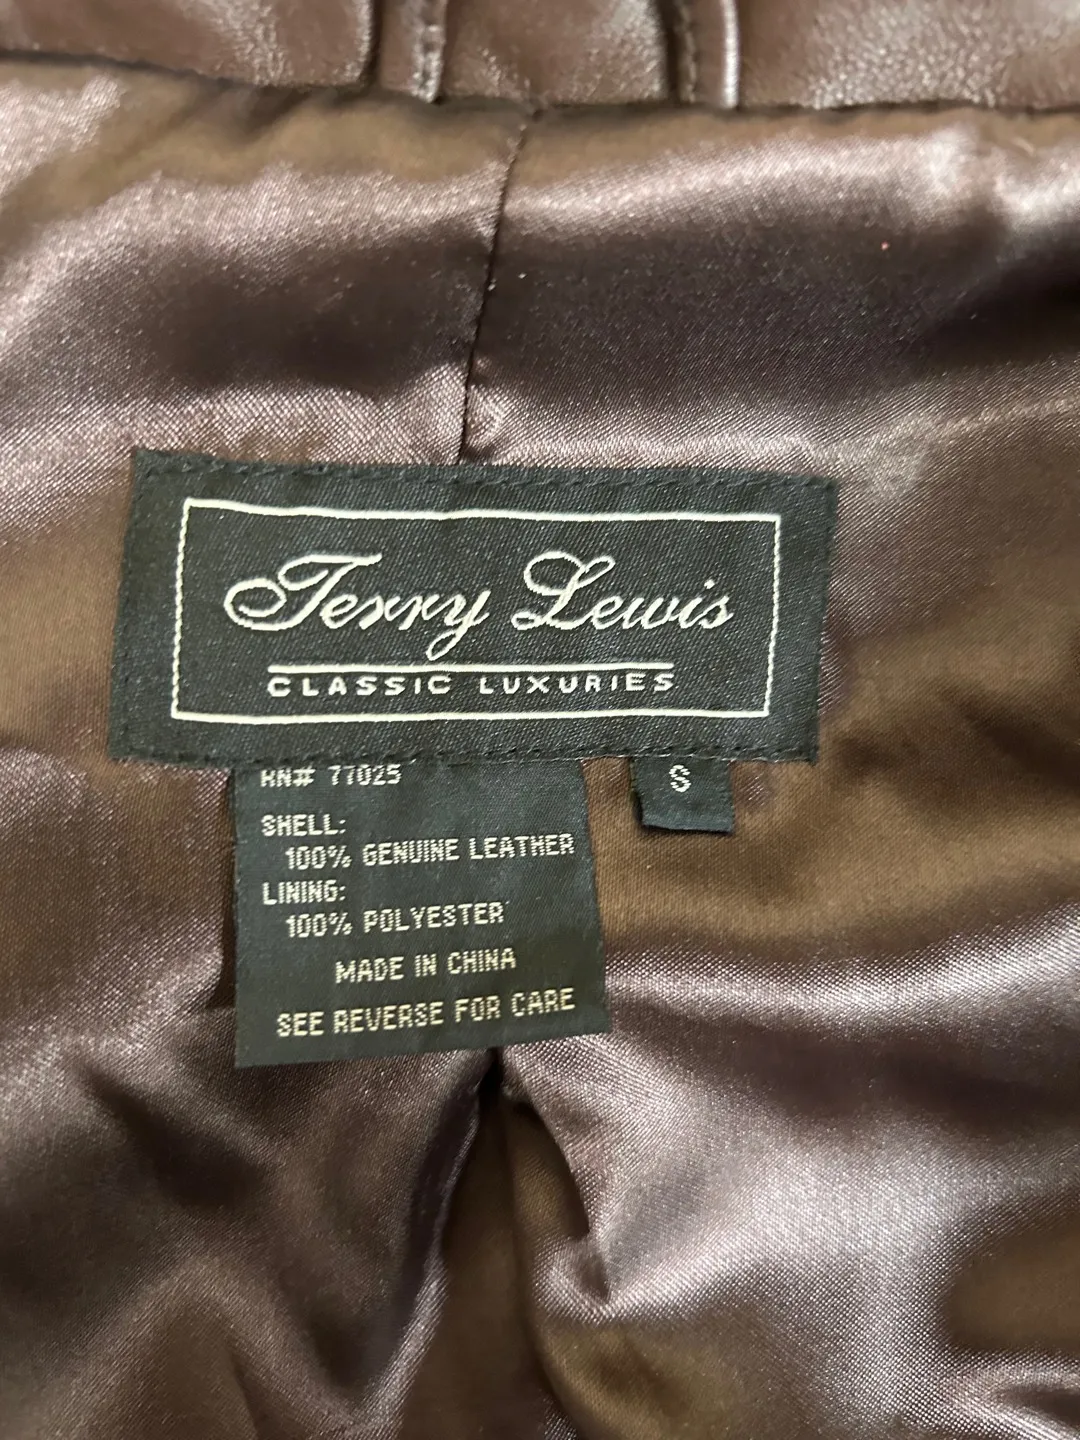 Terry Lewis
CLASSIC LUXURIES
RN# 77025
S
SHELL:
100% GENUINE LEATHER
LINING:
100% POLYESTER
MADE IN CHINA
SEE REVERSE FOR CARE